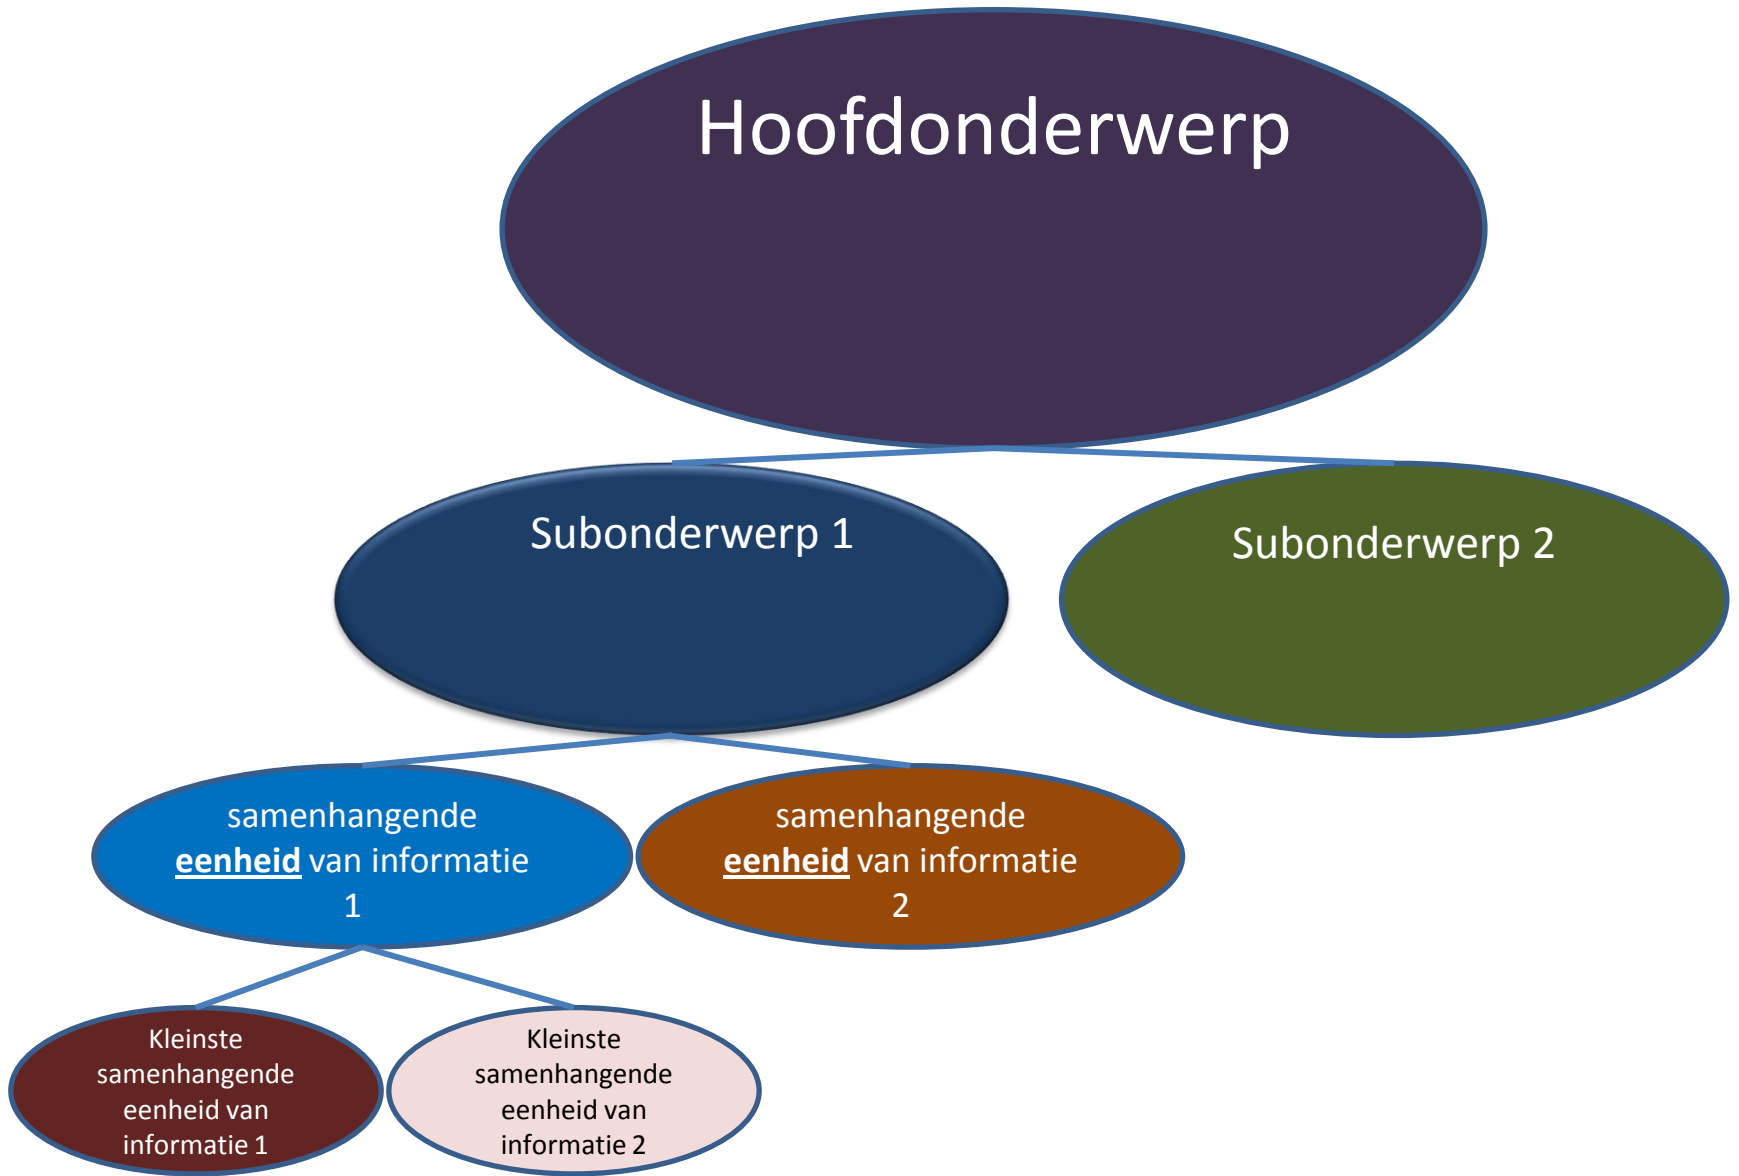 Hoofdonderwerp
Subonderwerp 1
Subonderwerp 2
samenhangende
eenheid van informatie
1
samenhangende
eenheid van informatie
2
Kleinste
samenhangende
eenheid van
informatie 1
Kleinste
samenhangende
eenheid van
informatie 2